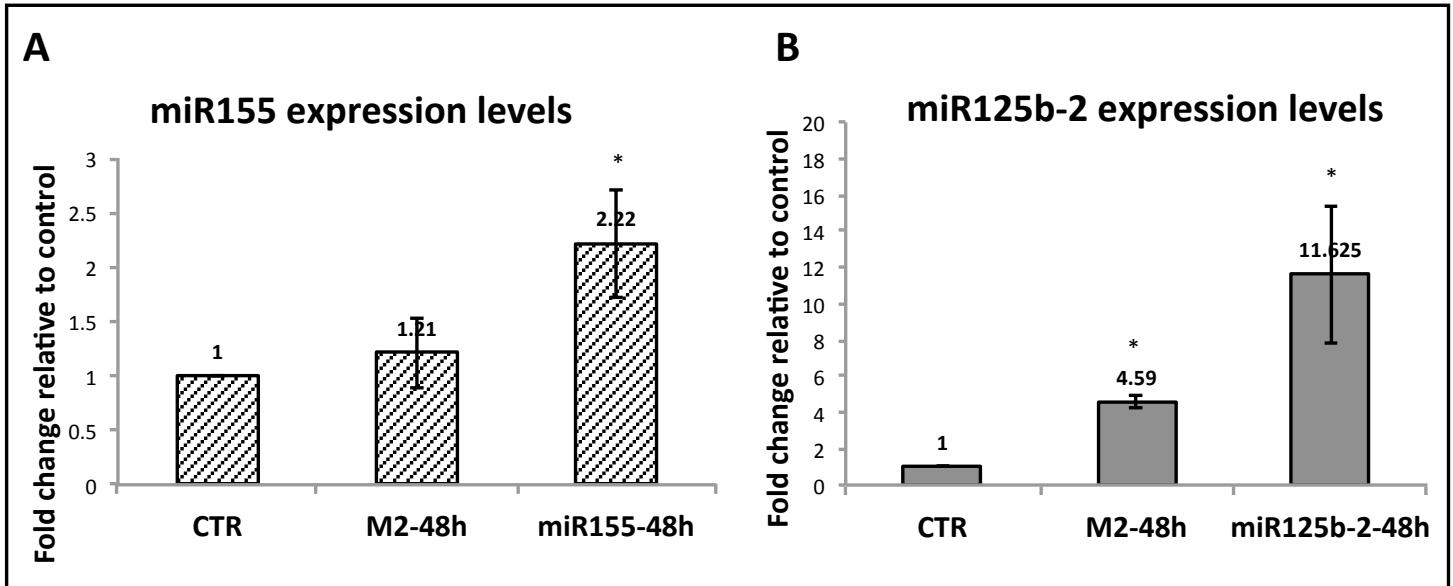 A
miR155 expression levels
Fold change relative to control
3
2.5
2
1.5
1
0.5
0
1
1.21
*
2.22
CTR
M2-48h
miR155-48h
B
miR125b-2 expression levels
Fold change relative to control
20
18
16
14
12
10
8
6
4
2
0
1
*
4.59
*
11.625
CTR
M2-48h
miR125b-2-48h